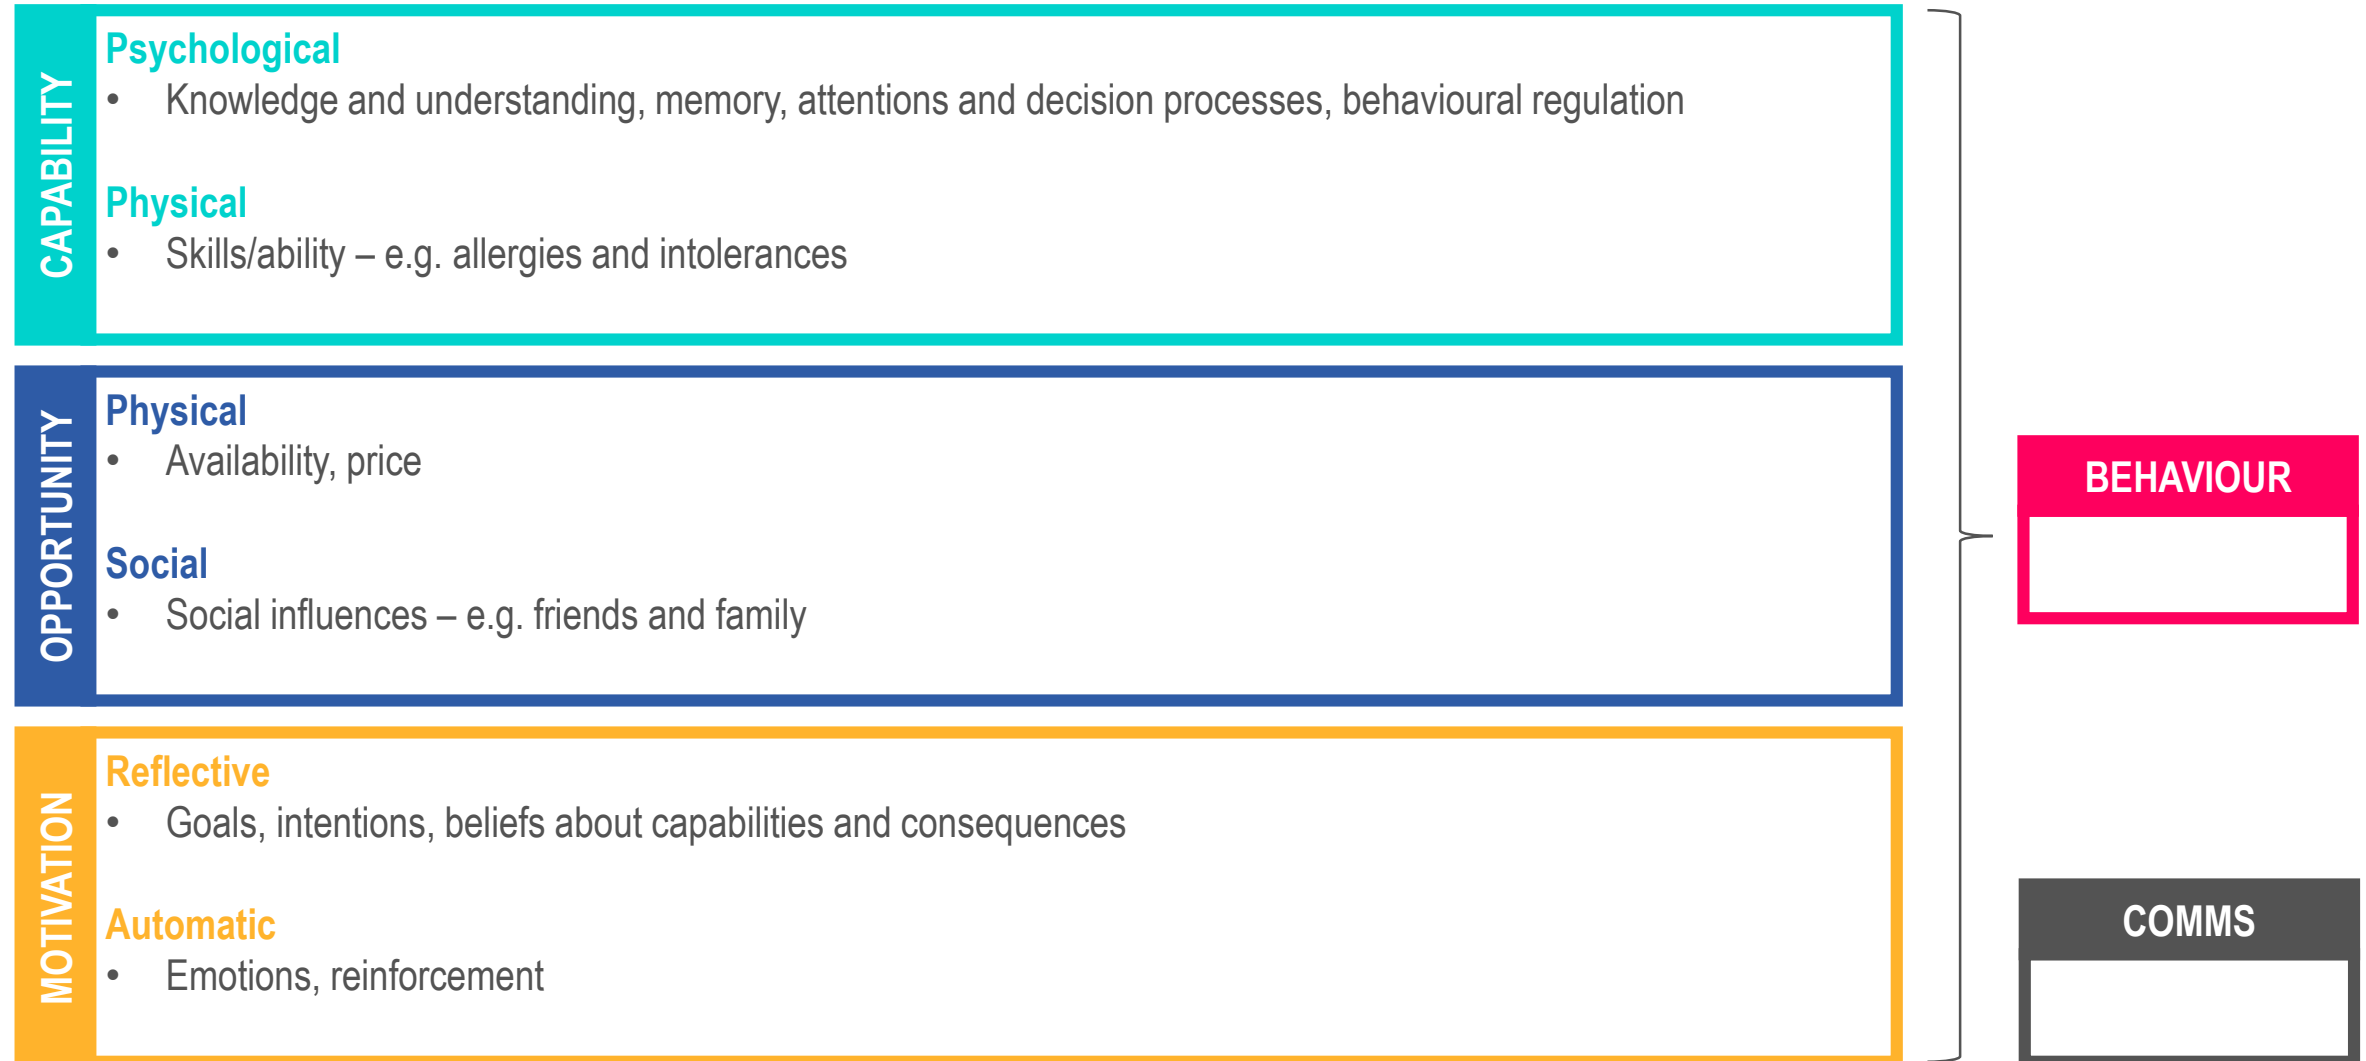 CAPABILITY
Psychological
• Knowledge and understanding, memory, attentions and decision processes, behavioural regulation
Physical
• Skills/ability – e.g. allergies and intolerances
OPPORTUNITY
Physical
• Availability, price
Social
• Social influences – e.g. friends and family
MOTIVATION
Reflective
• Goals, intentions, beliefs about capabilities and consequences
Automatic
• Emotions, reinforcement
BEHAVIOUR
COMMS